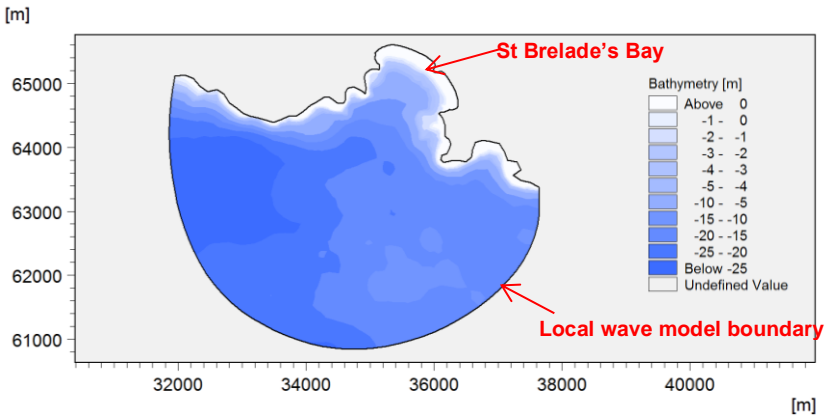 [m]
St Brelade's Bay
65000
64000
63000
62000
61000
Bathymetry [m]
Above 0
-1 - 0
-2 - -1
-3 - -2
-4 - -3
-5 - -4
-10 - -5
-15 - -10
-20 - -15
-25 - -20
Below -25
Undefined Value
Local wave model boundary
32000 34000 36000 38000 40000
[m]